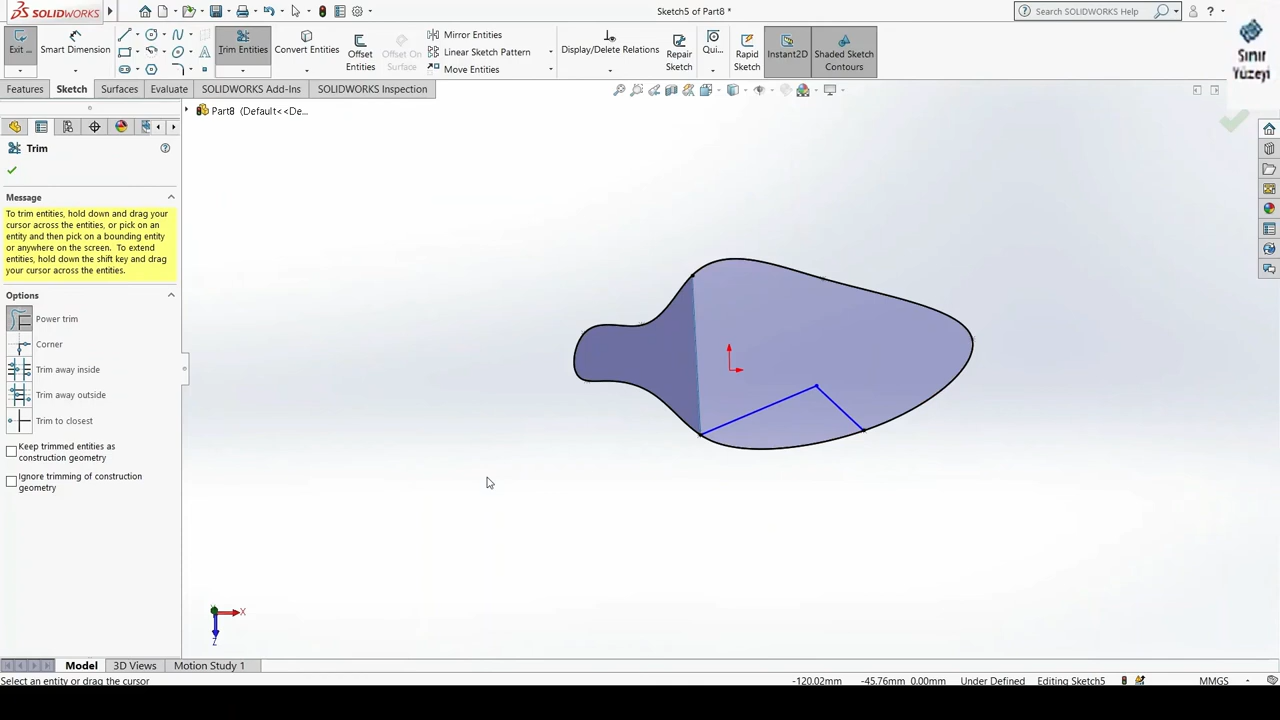 SOLIDWORKS
Sketch5 of Part8 *
Search SOLIDWORKS Help
?
Exit ...
Smart Dimension
Trim Entities
Convert Entities
Offset Entities
Offset On Surface
Mirror Entities
Linear Sketch Pattern
Move Entities
Display/Delete Relations
Repair Sketch
Qui...
Rapid Sketch
Instant2D
Shaded Sketch Contours
Sınır
Yüzeyi
Features
Sketch
Surfaces
Evaluate
SOLIDWORKS Add-Ins
SOLIDWORKS Inspection
Part8 (Default<<De...
Trim
Message
To trim entities, hold down and drag your
cursor across the entities, or pick on an
entity and then pick on a bounding entity
or anywhere on the screen. To extend
entities, hold down the shift key and drag
your cursor across the entities.
Options
Power trim
Corner
Trim away inside
Trim away outside
Trim to closest
Keep trimmed entities as
construction geometry
Ignore trimming of construction
geometry
X
Z
Model
3D Views
Motion Study 1
Select an entity or drag the cursor
-120.02mm
-45.76mm
0.00mm
Under Defined
Editing Sketch5
MMGS